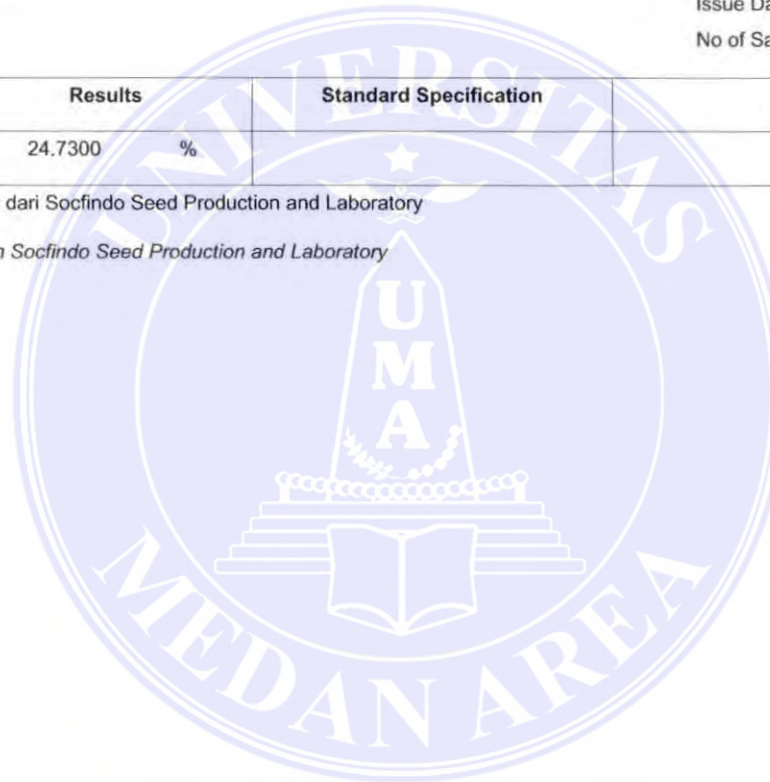 Issue Da
No of Sa
Results Standard Specification
24.7300 %
dari Socfindo Seed Production and Laboratory
n Socfindo Seed Production and Laboratory
UNIVERSITAS
UMA
MEDAN AREA